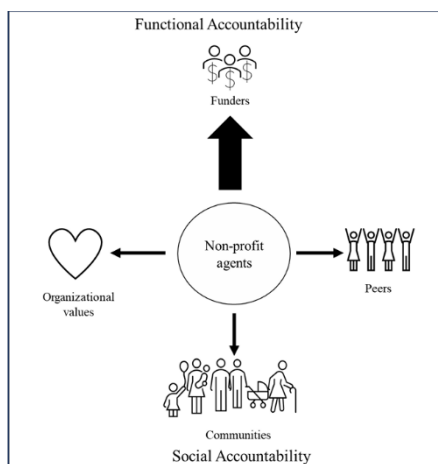 Functional Accountability
$ $ $
Funders
Non-profit
agents
Organizational
values
Peers
Communities
Social Accountability